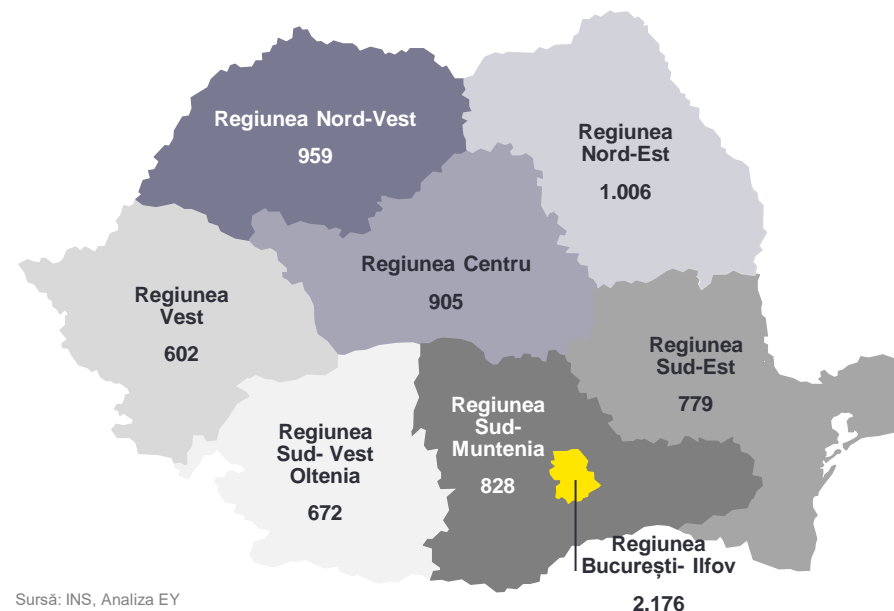 Regiunea Nord-Vest
959
Regiunea
Nord-Est
1.006
Regiunea Centru
905
Regiunea
Vest
602
Regiunea
Sud-Est
779
Regiunea
Sud-
Muntenia
828
Regiunea
Sud- Vest
Oltenia
672
Regiunea
București- Ilfov
2.176
Sursă: INS, Analiza EY